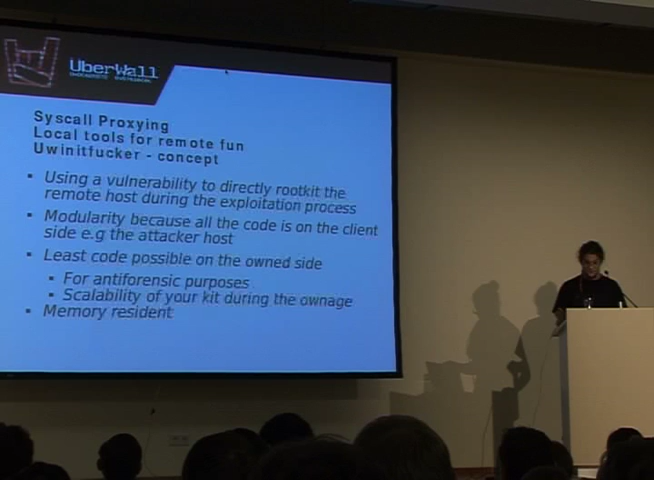 UberWall
Syscall Proxying
Local tools for remote fun
Uwinitfucker - concept
Using a vulnerability to directly rootkit the
remote host during the exploitation process
Modularity because all the code is on the client
side e.g the attacker host
Least code possible on the owned side
For antiforensic purposes
Scalability of your kit during the ownage
Memory resident